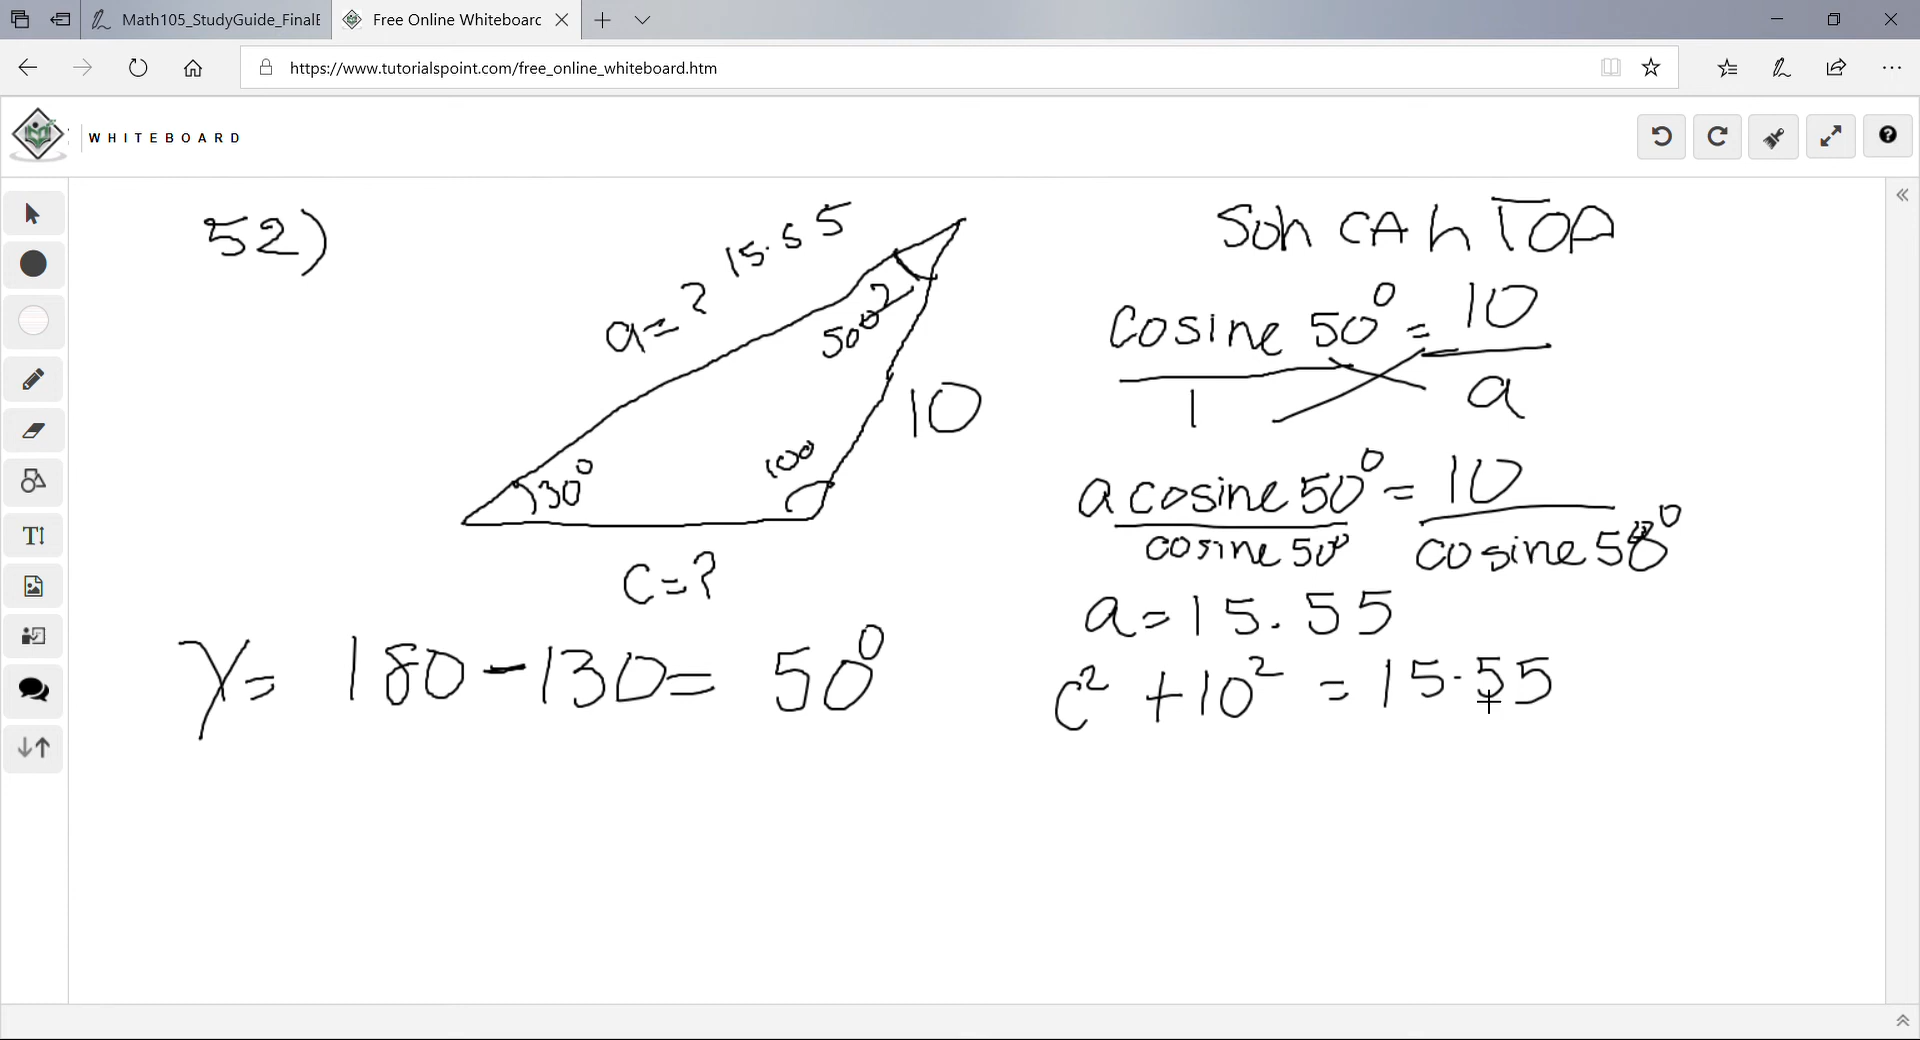 Math105_StudyGuide_FinalE
Free Online Whiteboarc
https://www.tutorialspoint.com/free_online_whiteboard.htm
WHITEBOARD
52)
15.55
a=?
50°
10
30°
100
c=?
γ= 180-130= 50°
Soh CAh TOA
cosine 50° = 10
1 a
a cosine 50° = 10
cosine 50° cosine 50°
a=15.55
c² +10² = 15.55